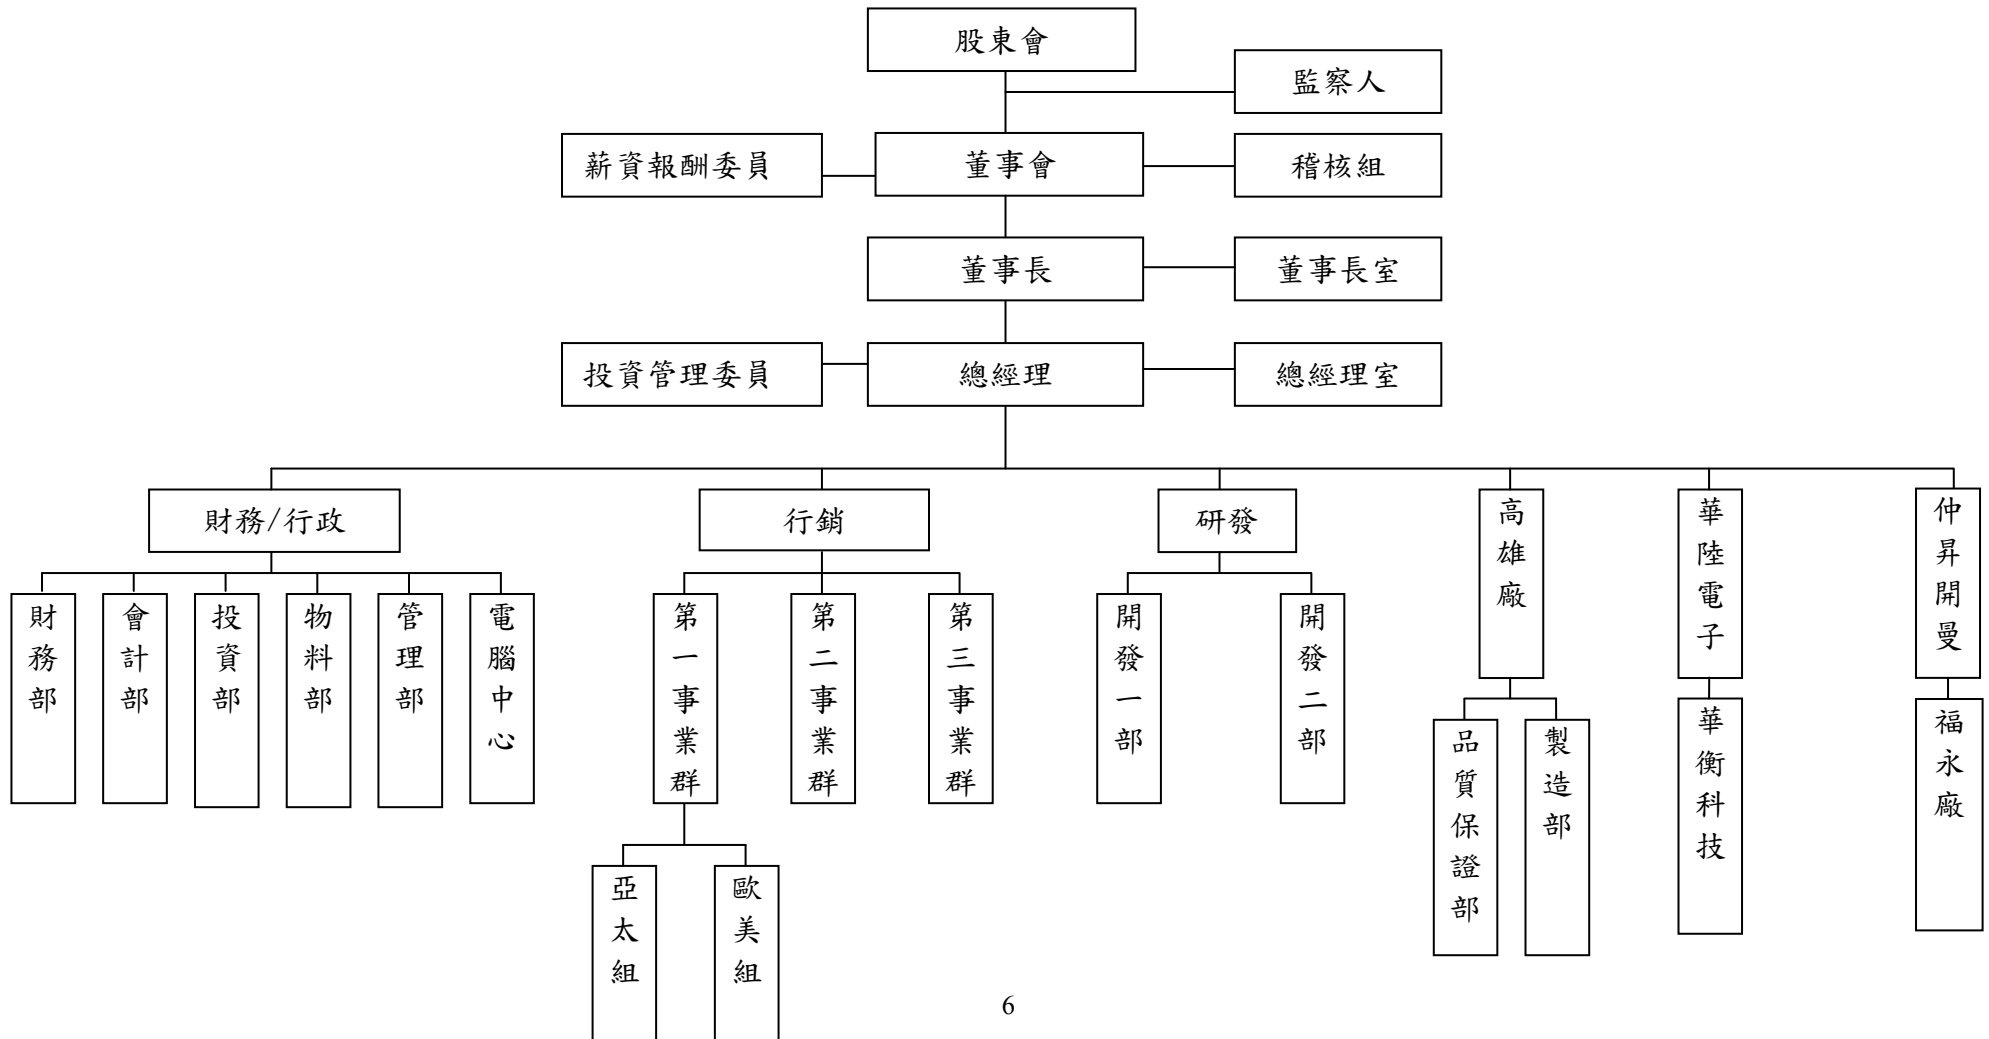 股東會
監察人
薪資報酬委員
董事會
稽核組
董事長
董事長室
投資管理委員
總經理
總經理室
財務/行政
行銷
研發
高雄廠
華陸電子
仲昇開曼
財務部
會計部
投資部
物料部
管理部
電腦中心
第一事業群
第二事業群
第三事業群
開發一部
開發二部
品質保證部
製造部
華衡科技
福永廠
亞太組
歐美組
6